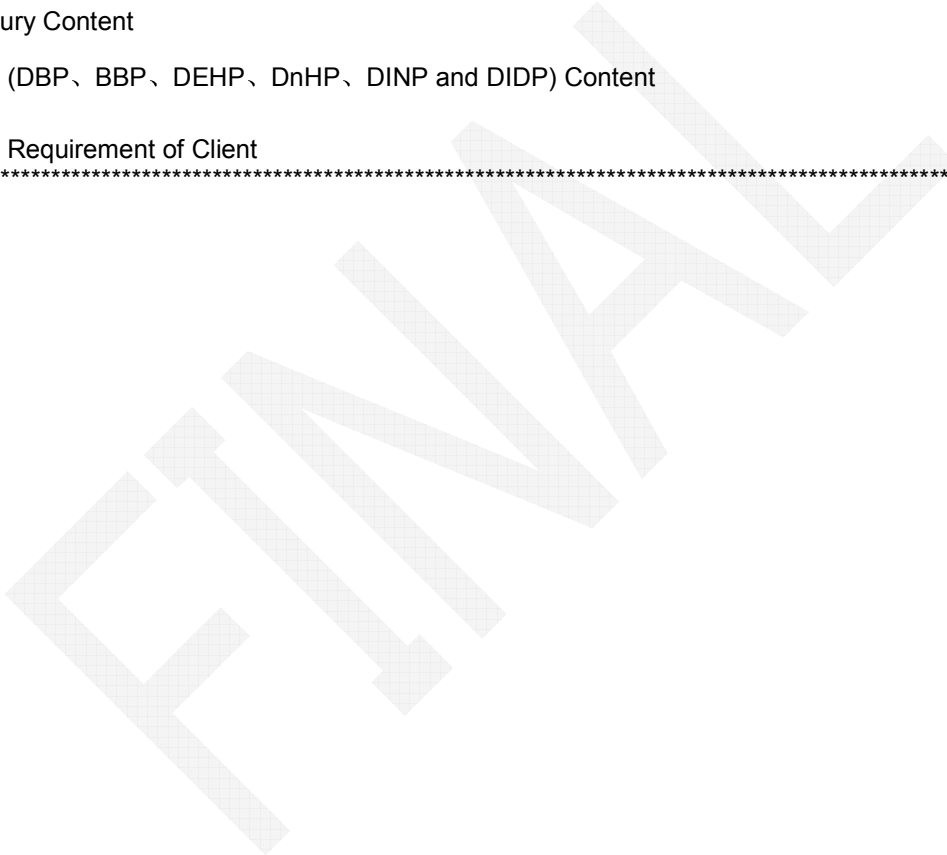 ury Content
(DBP、BBP、DEHP、DnHP、DINP and DIDP) Content
Requirement of Client
*********************************************************************************************
FINAL